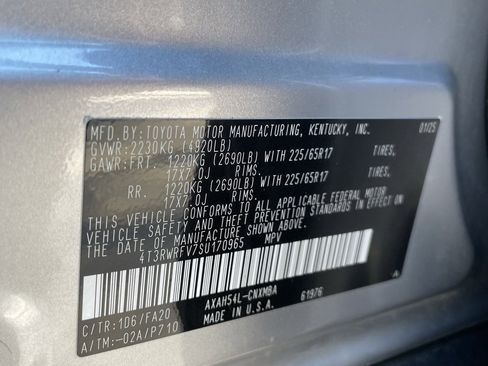 MFD. BY: TOYOTA MOTOR MANUFACTURING, KENTUCKY, INC. 01/25
GVWR: 2230KG (4920LB)
GAWR: FRT. 1220KG (2690LB) WITH 225/65R17 TIRES,
17X7.0J RIMS.
RR. 1220KG (2690LB) WITH 225/65R17 TIRES,
17X7.0J RIMS.
THIS VEHICLE CONFORMS TO ALL APPLICABLE FEDERAL MOTOR
VEHICLE SAFETY AND THEFT PREVENTION STANDARDS IN EFFECT ON
THE DATE OF MANUFACTURE SHOWN ABOVE.
4T3RWRFV7SU170965 MPV
C/TR: 1D6/FA20 AXAH54L-CNXMBA 61976 A
A/TM: -02A/P710 MADE IN U.S.A.